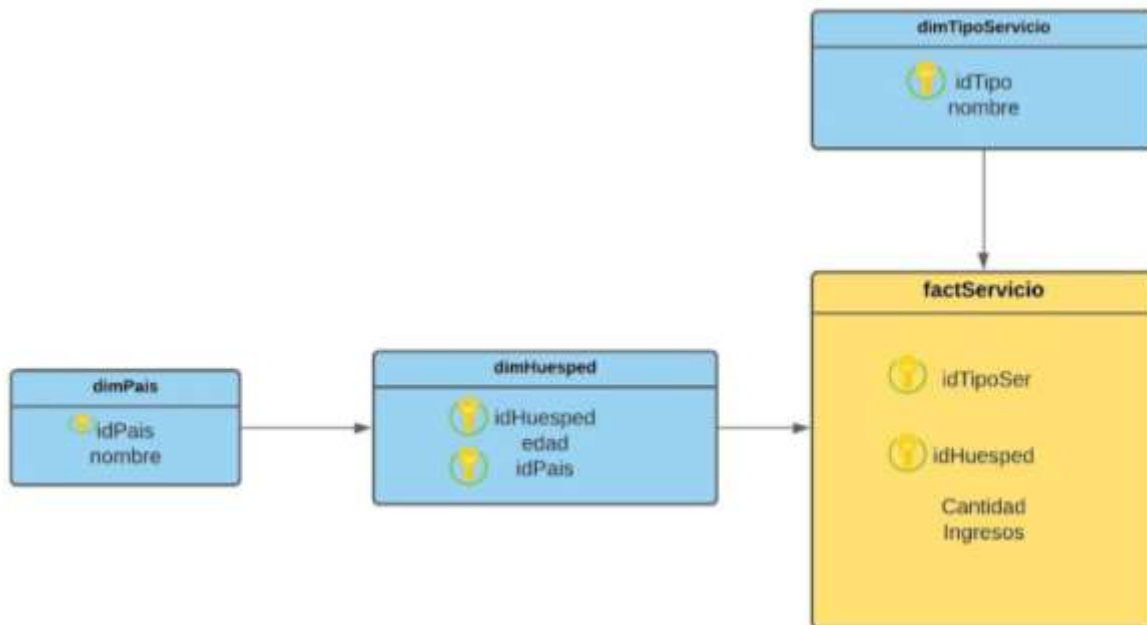 dimTipoServicio
idTipo
nombre
factServicio
idTipoSer
idHuesped
Cantidad
Ingresos
dimHuesped
idHuesped
edad
idPais
dimPais
idPais
nombre